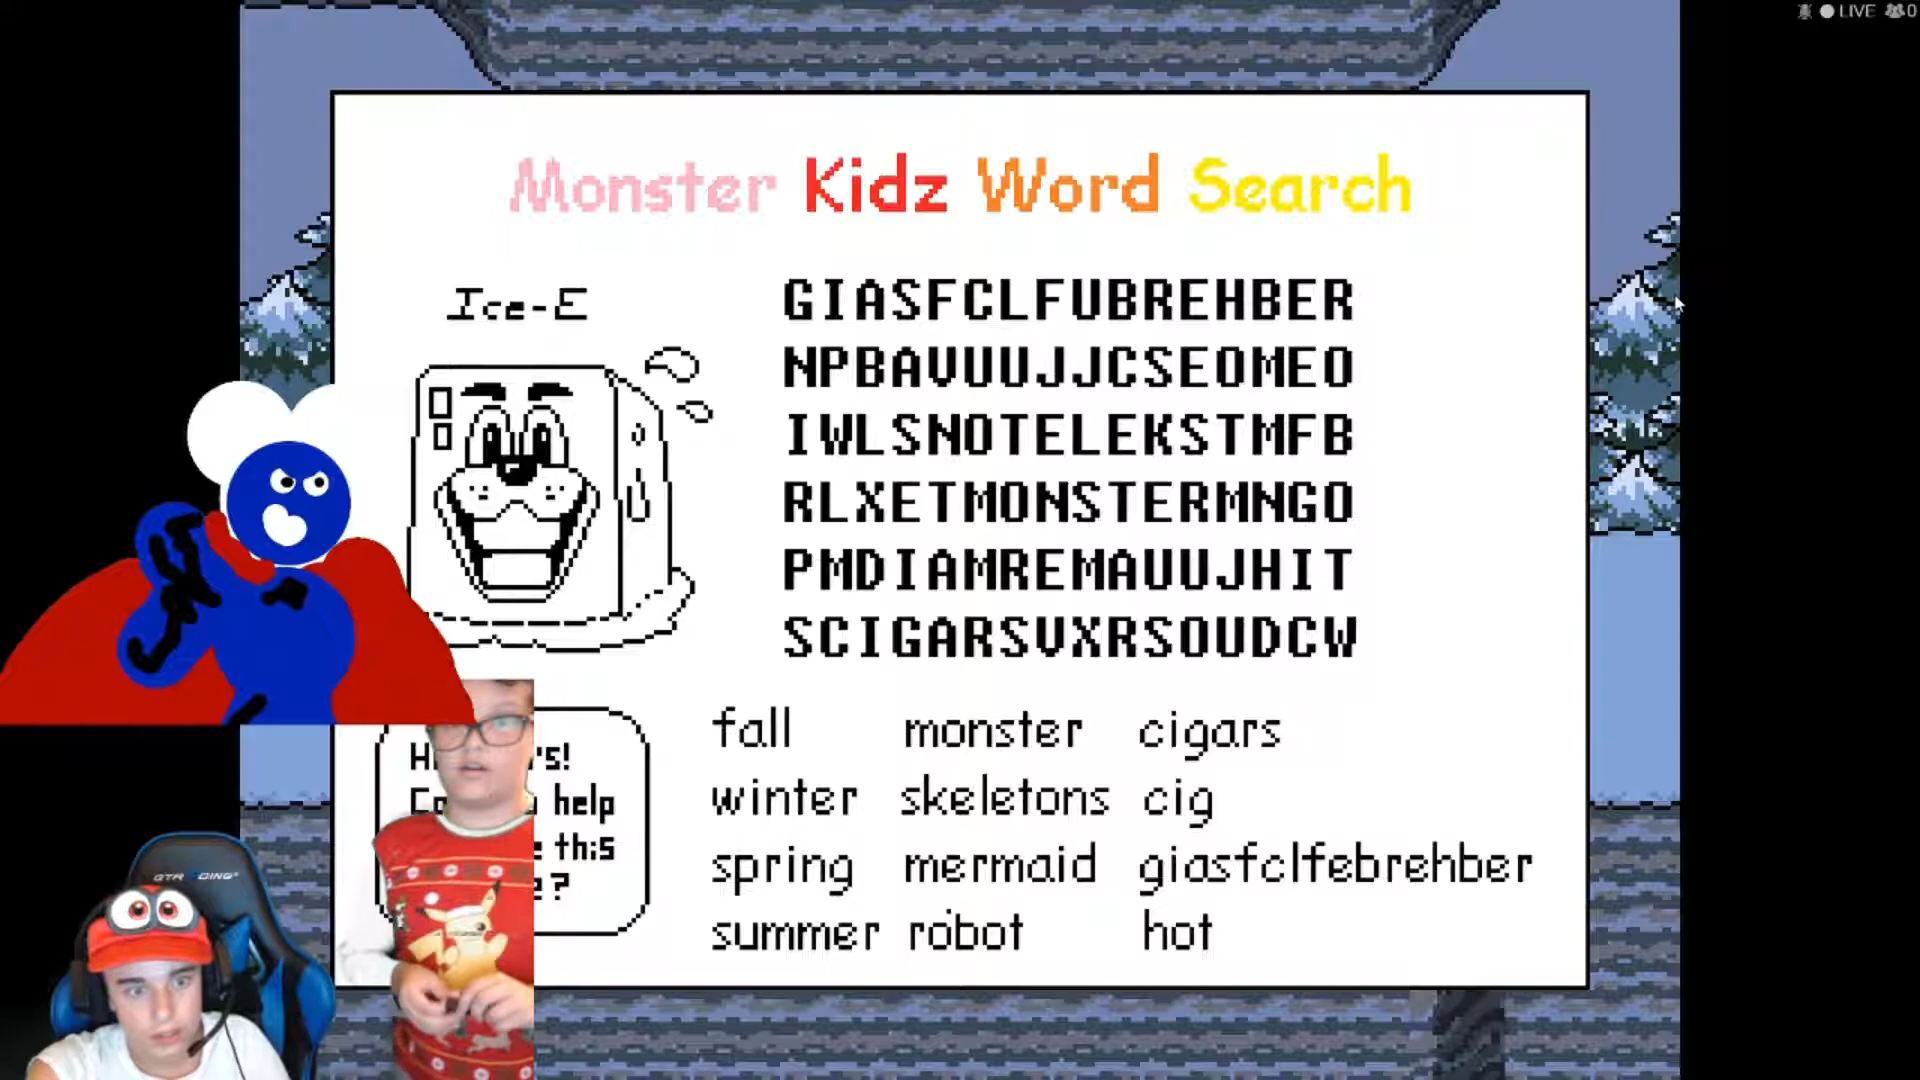 LIVE 0
Monster Kidz Word Search
Ice-E
GIASFCLFUBREHBER
NPBAVUUJJCSEOMEO
IWLSNOTELEKSTMFB
RLXETMONSTERMNGO
PMDIAMREMAUUJHIT
SCIGARSVXRSOUDCW
fall monster cigars
winter skeletons cig
spring mermaid giasfclfebrehber
summer robot hot
help
this